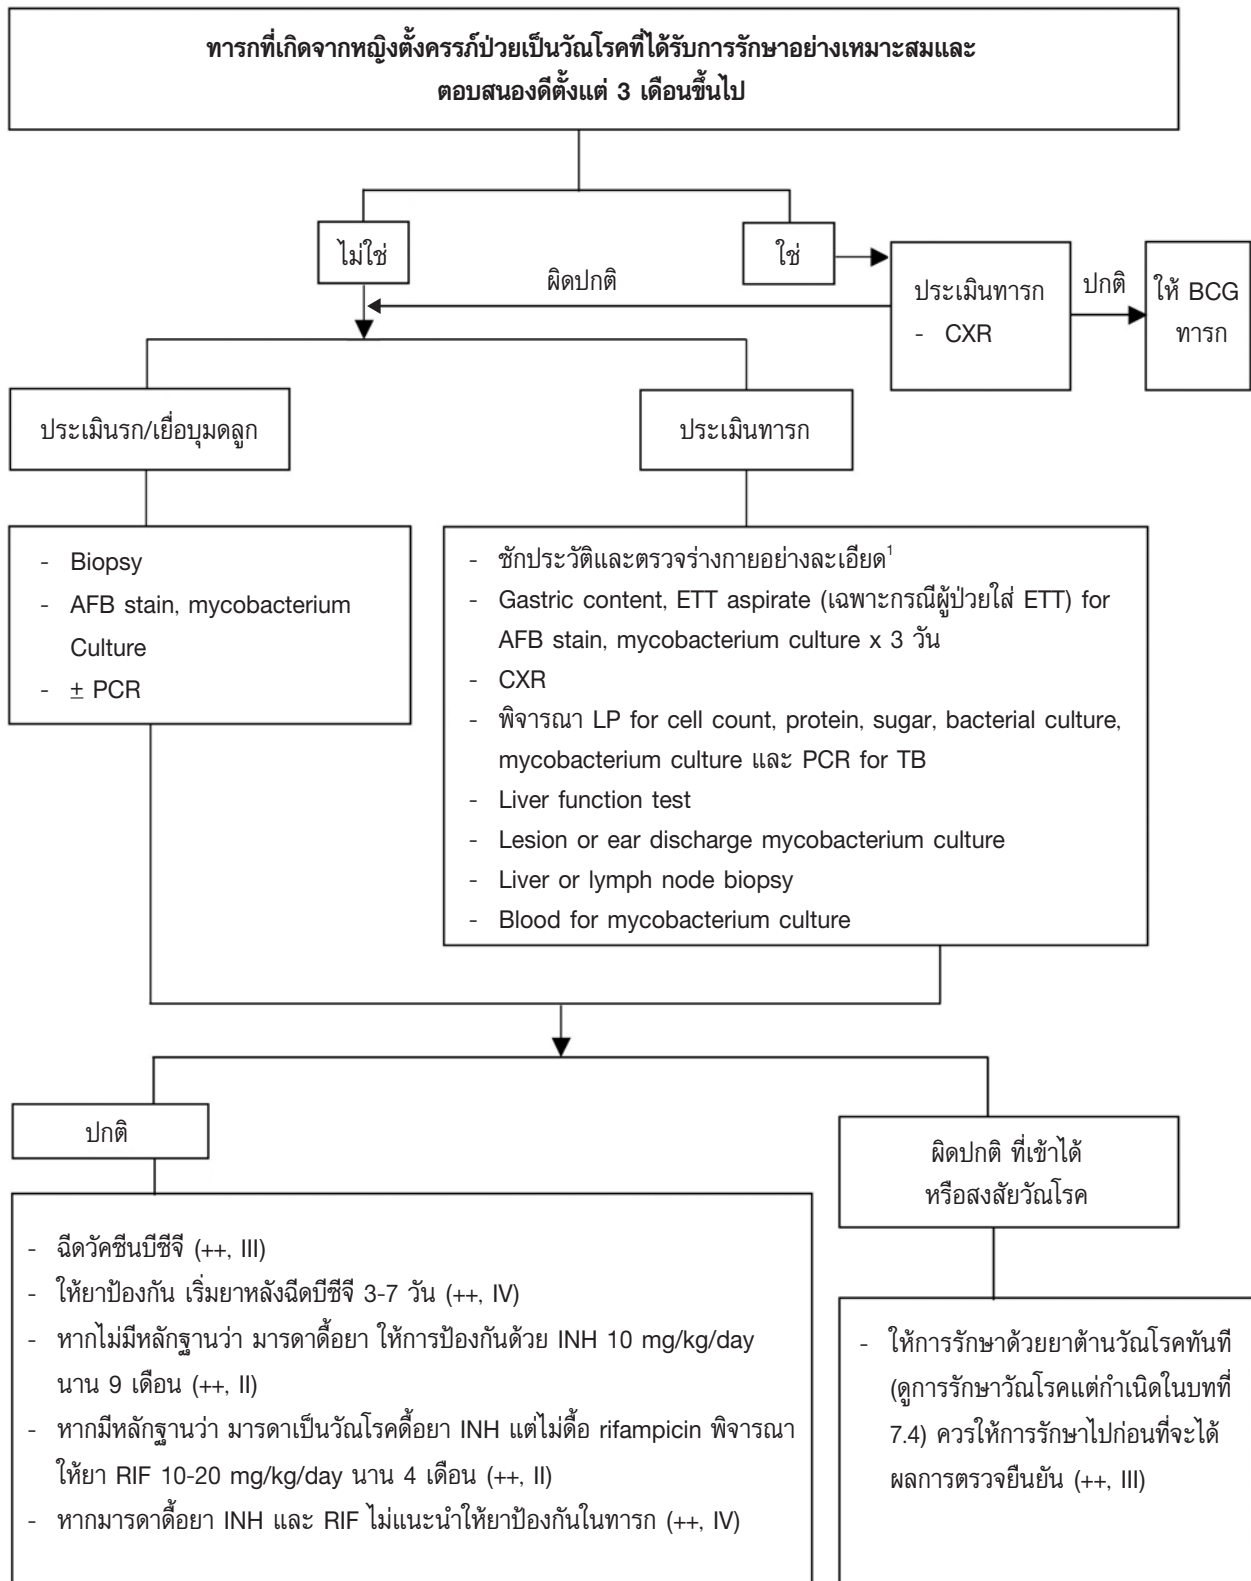 ทารกที่เกิดจากหญิงตั้งครรภ์ป่วยเป็นวัณโรคที่ได้รับการรักษาอย่างเหมาะสมและ
ตอบสนองดีตั้งแต่ 3 เดือนขึ้นไป
ไม่ใช่
ใช่
ผิดปกติ
ประเมินทารก
- CXR
ปกติ
ให้ BCG
ทารก
ประเมินรก/เยื่อบุมดลูก
- Biopsy
- AFB stain, mycobacterium
Culture
- ± PCR
ประเมินทารก
- ซักประวัติและตรวจร่างกายอย่างละเอียด¹
- Gastric content, ETT aspirate (เฉพาะกรณีผู้ป่วยใส่ ETT) for
AFB stain, mycobacterium culture x 3 วัน
- CXR
- พิจารณา LP for cell count, protein, sugar, bacterial culture,
mycobacterium culture และ PCR for TB
- Liver function test
- Lesion or ear discharge mycobacterium culture
- Liver or lymph node biopsy
- Blood for mycobacterium culture
ปกติ
- ฉีดวัคซีนบีซีจี (++, III)
- ให้ยาป้องกัน เริ่มยาหลังฉีดบีซีจี 3-7 วัน (++, IV)
- หากไม่มีหลักฐานว่า มารดาดื้อยา ให้การป้องกันด้วย INH 10 mg/kg/day
นาน 9 เดือน (++, II)
- หากมีหลักฐานว่า มารดาเป็นวัณโรคดื้อยา INH แต่ไม่ดื้อ rifampicin พิจารณา
ให้ยา RIF 10-20 mg/kg/day นาน 4 เดือน (++, II)
- หากมารดาดื้อยา INH และ RIF ไม่แนะนำให้ยาป้องกันในทารก (++, IV)
ผิดปกติ ที่เข้าได้
หรือสงสัยวัณโรค
- ให้การรักษาด้วยยาต้านวัณโรคทันที
(ดูการรักษาวัณโรคแต่กำเนิดในบทที่
7.4) ควรให้การรักษาไปก่อนที่จะได้
ผลการตรวจยืนยัน (++, III)